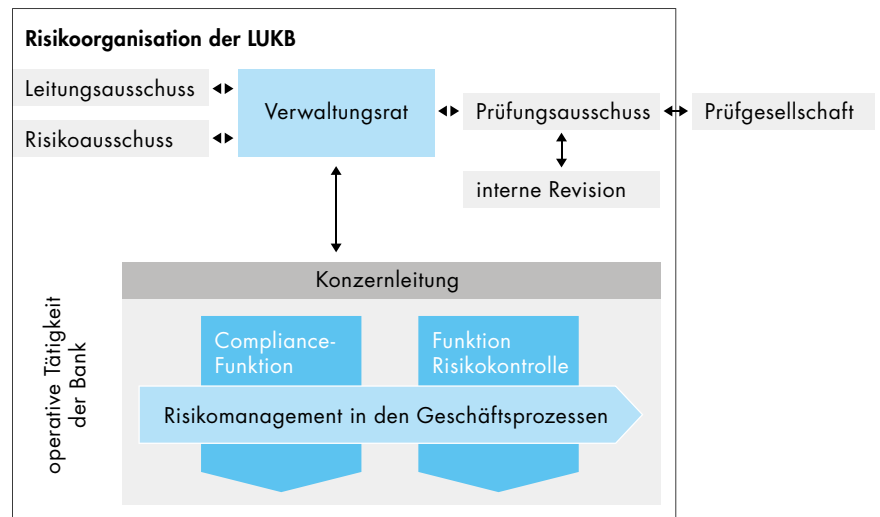 Risikoorganisation der LUKB
Leitungsausschuss
Risikoausschuss
Verwaltungsrat
Prüfungsausschuss
Prüfgesellschaft
interne Revision
Konzernleitung
operative Tätigkeit
der Bank
Compliance-
Funktion
Funktion
Risikokontrolle
Risikomanagement in den Geschäftsprozessen